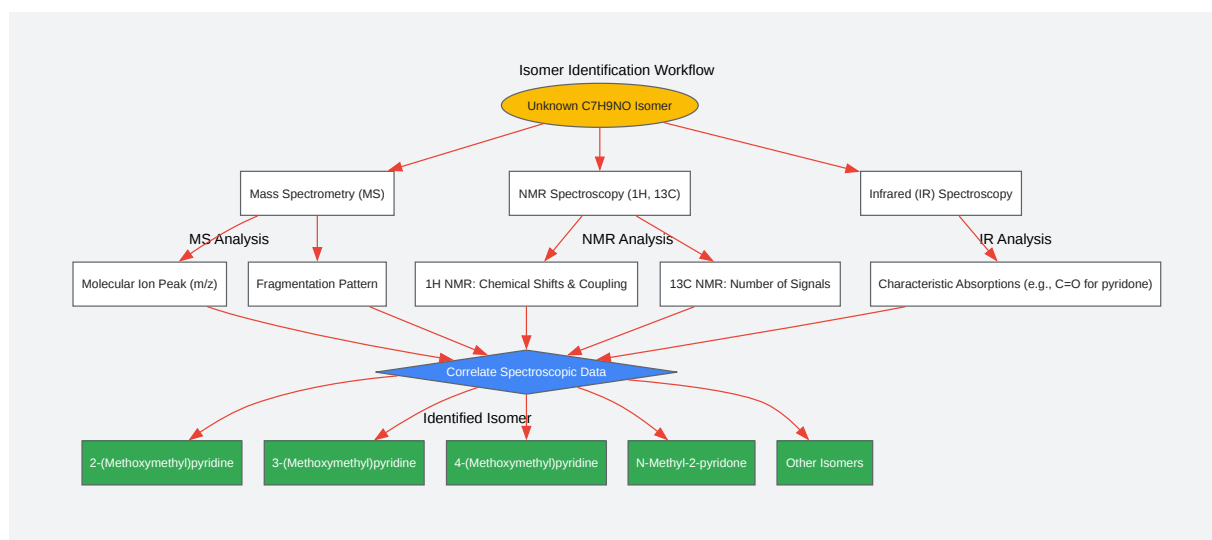 Isomer Identification Workflow
Unknown C7H9NO Isomer
Mass Spectrometry (MS)
NMR Spectroscopy (1H, 13C)
Infrared (IR) Spectroscopy
MS Analysis
NMR Analysis
IR Analysis
Molecular Ion Peak (m/z)
Fragmentation Pattern
1H NMR: Chemical Shifts & Coupling
13C NMR: Number of Signals
Characteristic Absorptions (e.g., C=O for pyridone)
Correlate Spectroscopic Data
Identified Isomer
2-(Methoxymethyl)pyridine
3-(Methoxymethyl)pyridine
4-(Methoxymethyl)pyridine
N-Methyl-2-pyridone
Other Isomers